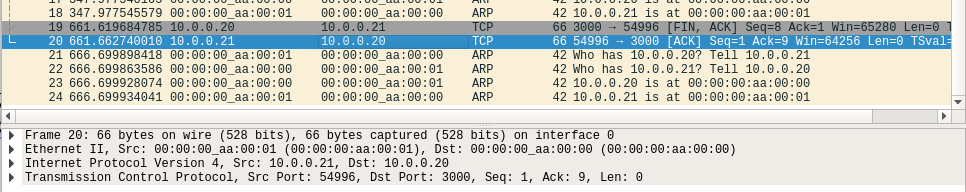 18 347.977545579 00:00:00_aa:00:01 00:00:00_aa:00:00 ARP 42 10.0.0.21 is at 00:00:00:aa:00:01
19 661.619684785 10.0.0.20 10.0.0.21 TCP 66 3000 → 54996 [FIN, ACK] Seq=8 Ack=1 Win=65280 Len=0
20 661.662740010 10.0.0.21 10.0.0.20 TCP 66 54996 → 3000 [ACK] Seq=1 Ack=9 Win=64256 Len=0 TSval=
21 666.699898418 00:00:00_aa:00:01 00:00:00_aa:00:00 ARP 42 Who has 10.0.0.20? Tell 10.0.0.21
22 666.699863586 00:00:00_aa:00:00 00:00:00_aa:00:01 ARP 42 Who has 10.0.0.21? Tell 10.0.0.20
23 666.699928074 00:00:00_aa:00:00 00:00:00_aa:00:01 ARP 42 10.0.0.20 is at 00:00:00:aa:00:00
24 666.699934041 00:00:00_aa:00:01 00:00:00_aa:00:00 ARP 42 10.0.0.21 is at 00:00:00:aa:00:01
Frame 20: 66 bytes on wire (528 bits), 66 bytes captured (528 bits) on interface 0
Ethernet II, Src: 00:00:00_aa:00:01 (00:00:00:aa:00:01), Dst: 00:00:00_aa:00:00 (00:00:00:aa:00:00)
Internet Protocol Version 4, Src: 10.0.0.21, Dst: 10.0.0.20
Transmission Control Protocol, Src Port: 54996, Dst Port: 3000, Seq: 1, Ack: 9, Len: 0